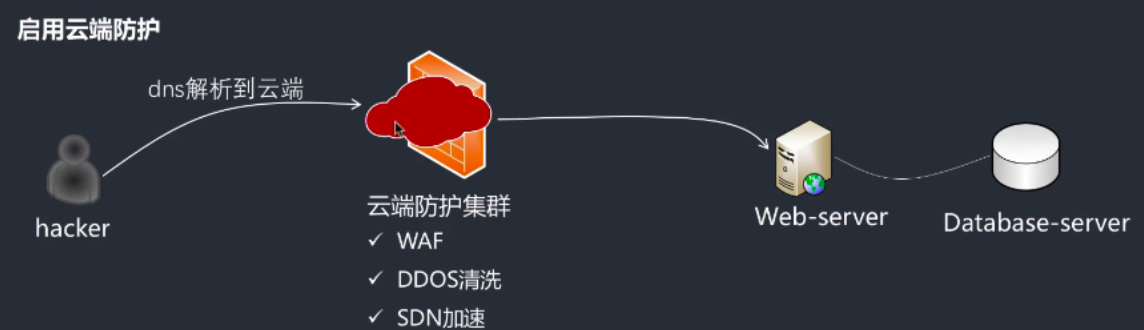 启用云端防护
dns解析到云端
hacker
云端防护集群
✓ WAF
✓ DDOS清洗
✓ SDN加速
Web-server
Database-server